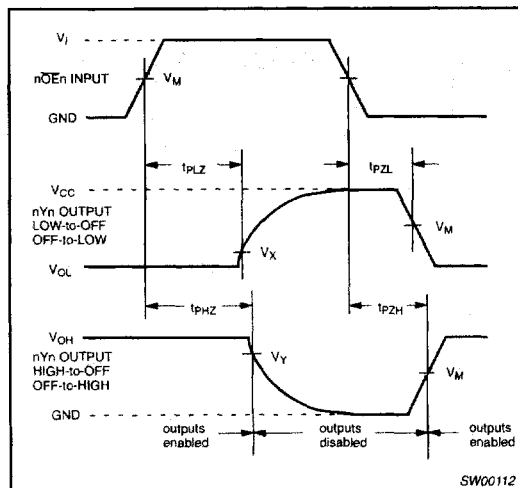 VI
nOEn INPUT
VM
GND
tPLZ
tPZL
VCC
nYn OUTPUT
LOW-to-OFF
OFF-to-LOW
VM
VX
VOL
tPHZ
tPZH
VOH
nYn OUTPUT
HIGH-to-OFF
OFF-to-HIGH
VY
VM
GND
outputs enabled
outputs disabled
outputs enabled
SW00112